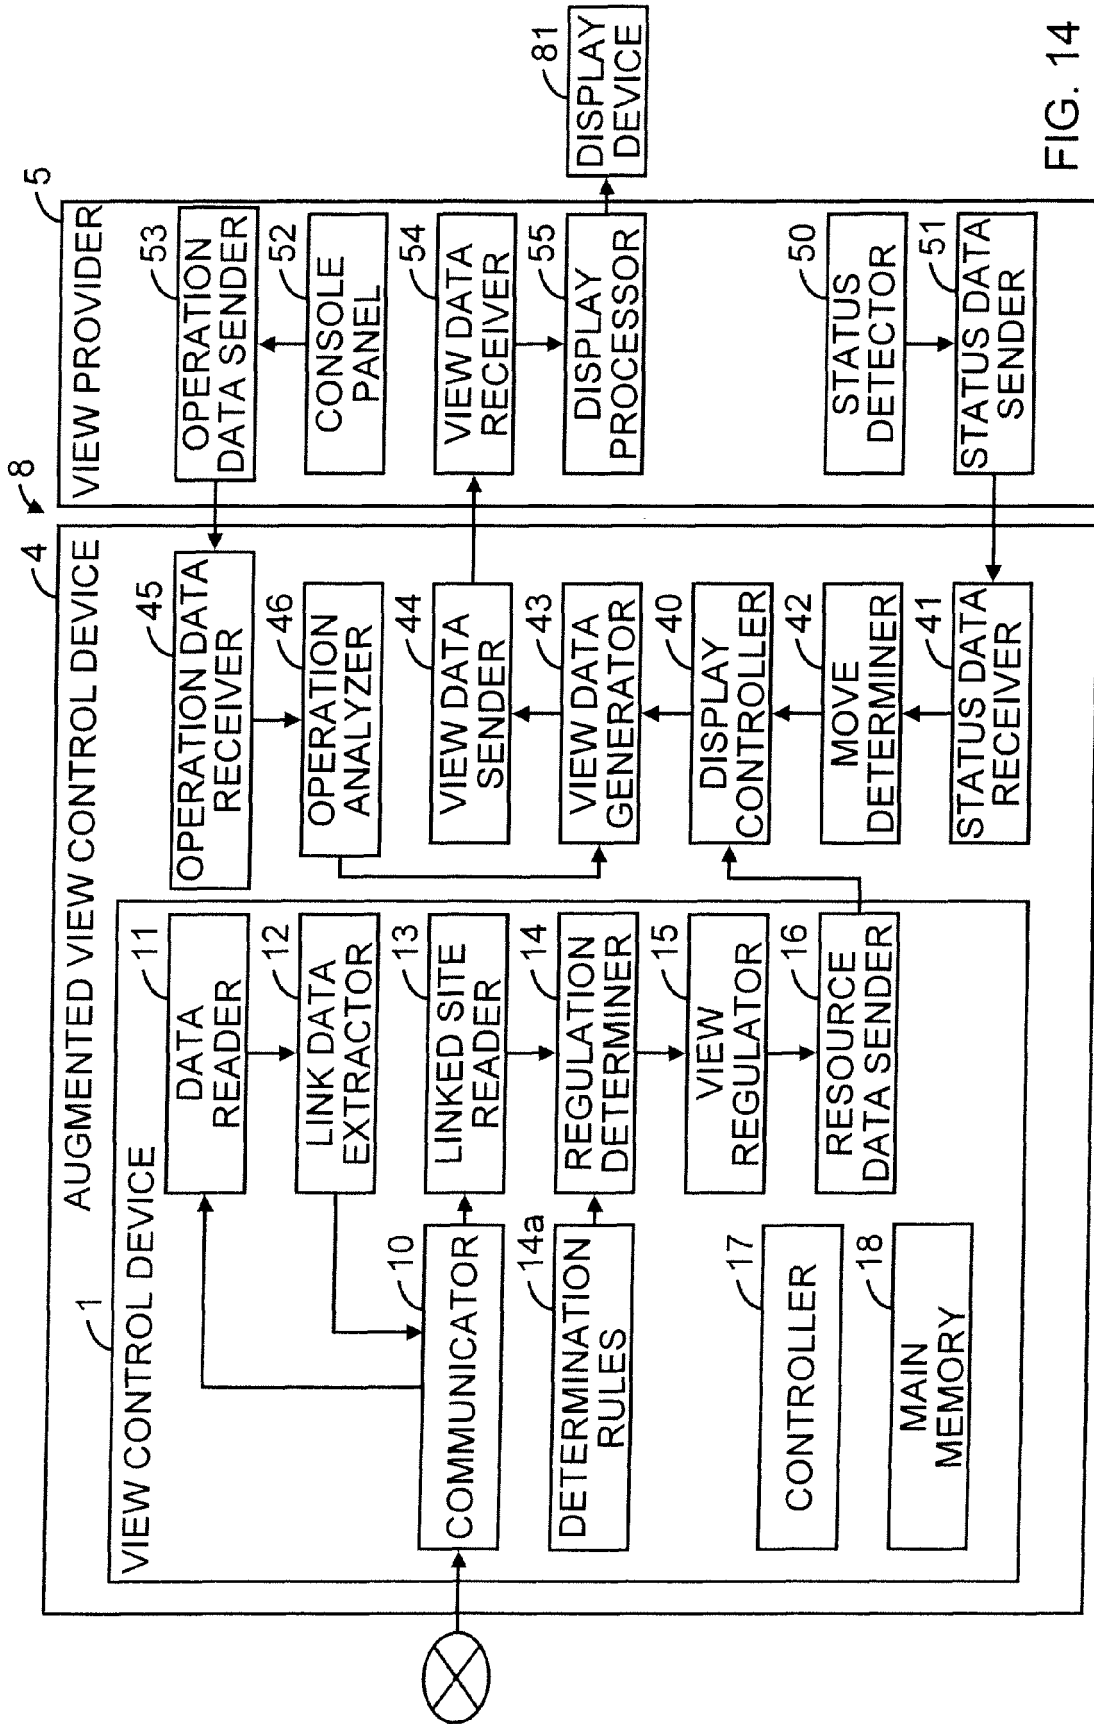 8
4
AUGMENTED VIEW CONTROL DEVICE
1
VIEW CONTROL DEVICE
11
DATA
READER
12
LINK DATA
EXTRACTOR
10
COMMUNICATOR
13
LINKED SITE
READER
14a
DETERMINATION
RULES
14
REGULATION
DETERMINER
15
VIEW
REGULATOR
16
RESOURCE
DATA SENDER
17
CONTROLLER
18
MAIN
MEMORY
45
OPERATION DATA
RECEIVER
46
OPERATION
ANALYZER
44
VIEW DATA
SENDER
43
VIEW DATA
GENERATOR
40
DISPLAY
CONTROLLER
42
MOVE
DETERMINER
41
STATUS DATA
RECEIVER
5
VIEW PROVIDER
53
OPERATION
DATA SENDER
52
CONSOLE
PANEL
54
VIEW DATA
RECEIVER
55
DISPLAY
PROCESSOR
50
STATUS
DETECTOR
51
STATUS DATA
SENDER
81
DISPLAY
DEVICE
FIG. 14